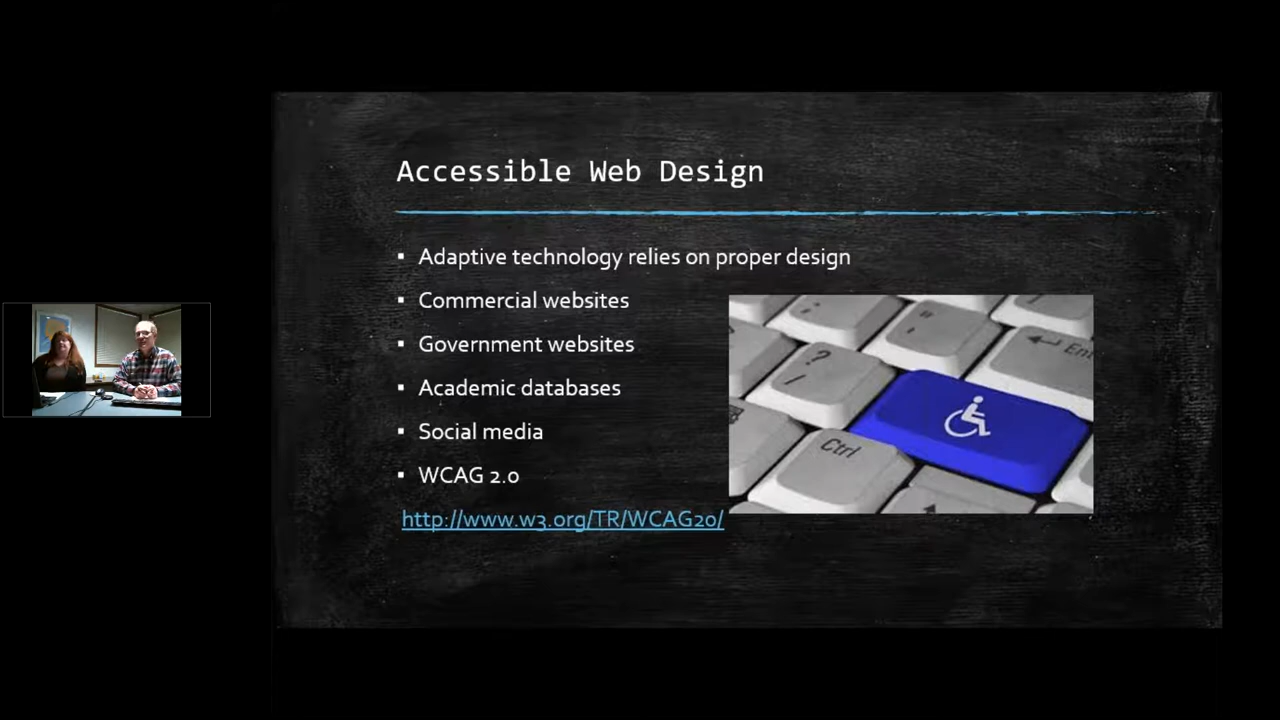 Accessible Web Design
▪ Adaptive technology relies on proper design
▪ Commercial websites
▪ Government websites
▪ Academic databases
▪ Social media
▪ WCAG 2.0
http://www.w3.org/TR/WCAG20/
: ;
" '
? /
Ent
Ctrl